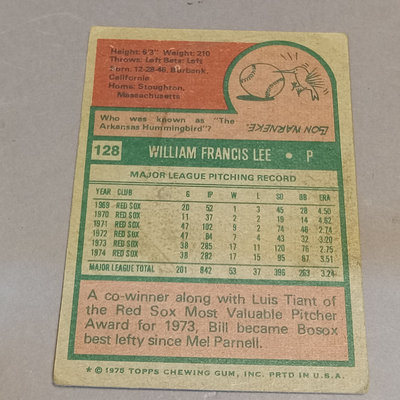 Height: 6'3" Weight: 210
Throws: Left Bats: Left
Born: 12-28-46, Burbank,
California
Home: Stoughton,
Massachusetts
Who was known as "The
Arkansas Hummingbird"?
LON WARNEKE
128 WILLIAM FRANCIS LEE • P
MAJOR LEAGUE PITCHING RECORD
YEAR CLUB G IP W L SO BB ERA
1969 RED SOX 20 52 1 3 45 28 4.50
1970 RED SOX 11 37 2 2 19 14 4.62
1971 RED SOX 47 102 9 2 74 46 2.74
1972 RED SOX 47 84 7 4 43 32 3.20
1973 RED SOX 38 285 17 11 120 76 2.75
1974 RED SOX 38 282 17 15 95 67 3.51
MAJOR LEAGUE TOTAL 201 842 53 37 396 263 3.24
A co-winner along with Luis Tiant of
the Red Sox Most Valuable Pitcher
Award for 1973, Bill became Bosox
best lefty since Mel Parnell.
* © 1975 TOPPS CHEWING GUM, INC. PRTD IN U.S.A.